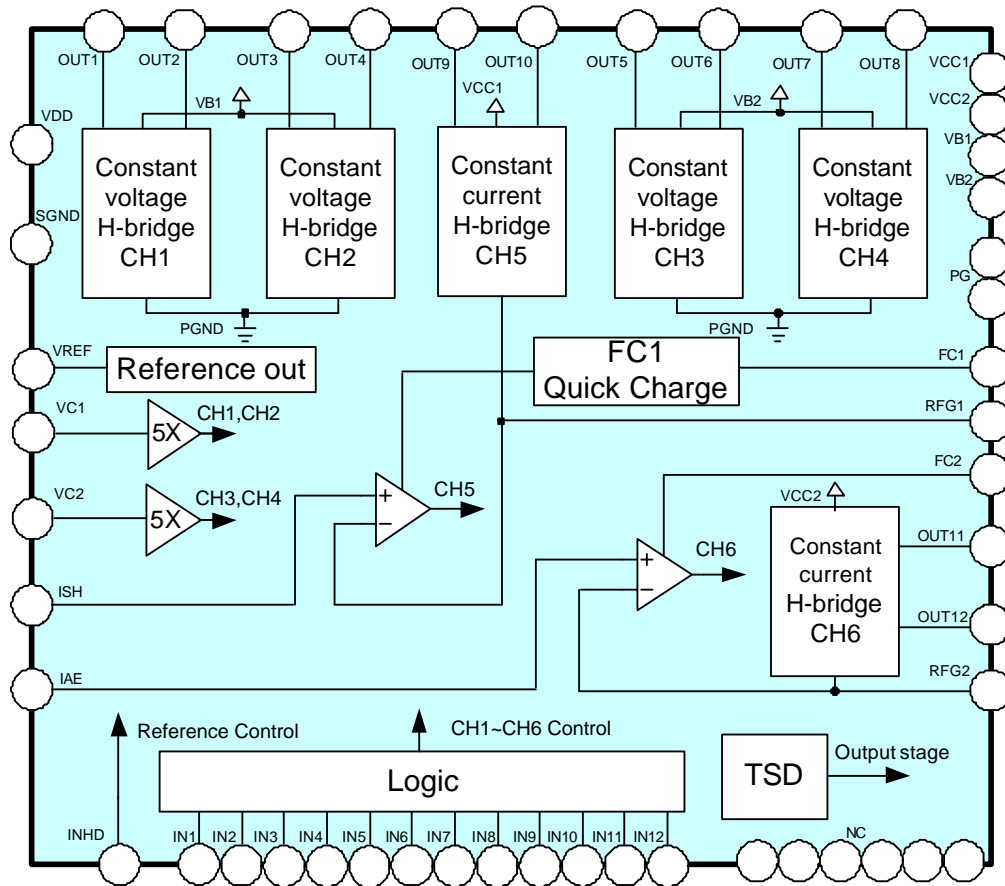 OUT1
OUT2
OUT3
OUT4
OUT9
OUT10
OUT5
OUT6
OUT7
OUT8
VCC1
VCC2
VB1
VB2
PG
VDD
SGND
VB1
VCC1
VB2
Constant
voltage
H-bridge
CH1
Constant
voltage
H-bridge
CH2
Constant
current
H-bridge
CH5
Constant
voltage
H-bridge
CH3
Constant
voltage
H-bridge
CH4
PGND
PGND
VREF
Reference out
FC1
Quick Charge
FC1
RFG1
VC1
5X
CH1,CH2
VC2
5X
CH3,CH4
+
−
CH5
FC2
VCC2
+
−
CH6
Constant
current
H-bridge
CH6
OUT11
OUT12
RFG2
ISH
IAE
Reference Control
CH1~CH6 Control
Logic
TSD
Output stage
INHD
IN1
IN2
IN3
IN4
IN5
IN6
IN7
IN8
IN9
IN10
IN11
IN12
NC